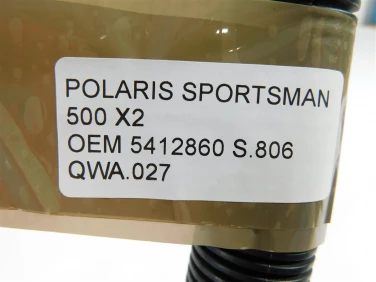 POLARIS SPORTSMAN
500 X2
OEM 5412860 S.806
QWA.027